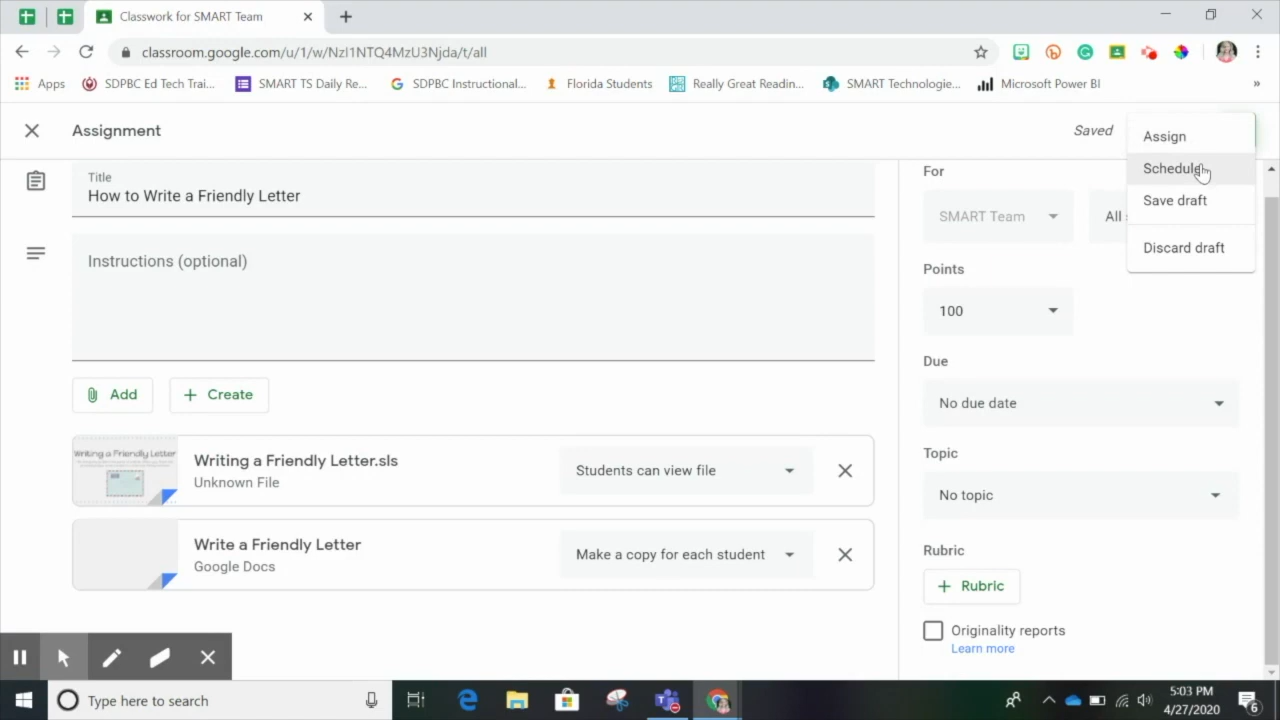 Classwork for SMART Team
classroom.google.com/u/1/w/NzI1NTQ4MzU3Njda/t/all
Apps
SDPBC Ed Tech Trai...
SMART TS Daily Re...
SDPBC Instructional...
Florida Students
Really Great Readin...
SMART Technologie...
Microsoft Power BI
»
Assignment
Saved
Assign
Schedule
Save draft
Discard draft
Title
How to Write a Friendly Letter
Instructions (optional)
Add
Create
Writing a Friendly Letter
Writing a Friendly Letter.sls
Unknown File
Students can view file
Write a Friendly Letter
Google Docs
Make a copy for each student
For
SMART Team
All
Points
100
Due
No due date
Topic
No topic
Rubric
+ Rubric
Originality reports
Learn more
Type here to search
5:03 PM
4/27/2020
6